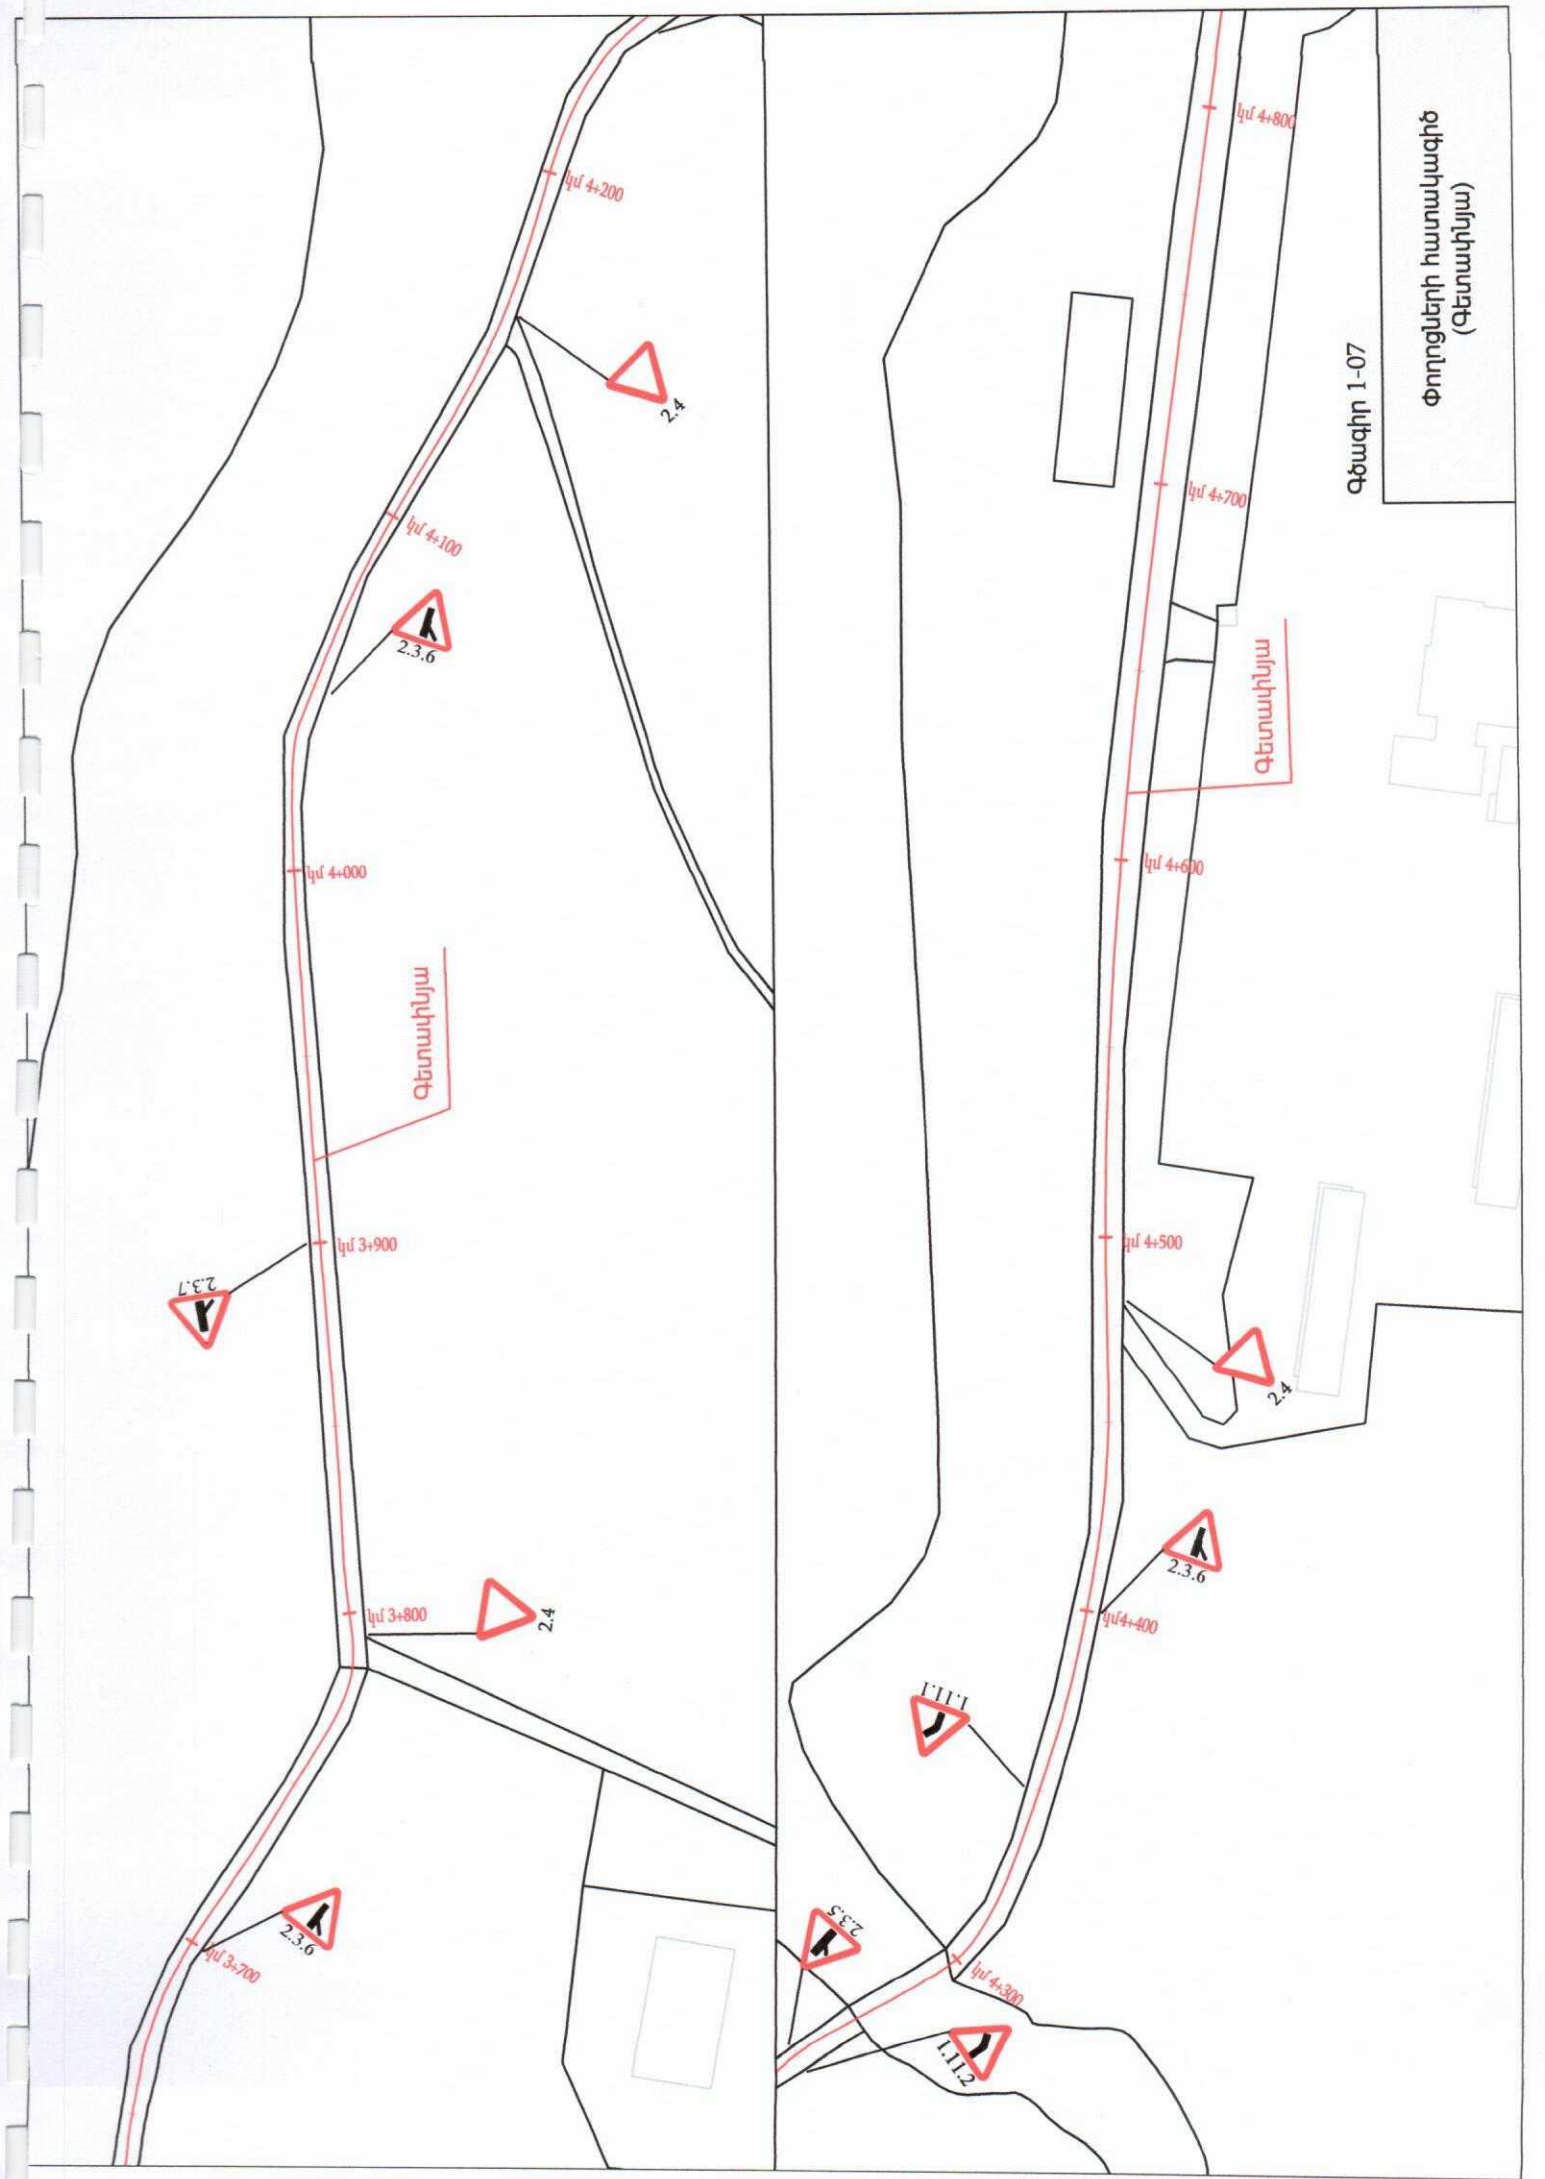 կմ 3+700
2.3.6
կմ 3+800
2.4
կմ 3+900
2.3.7
Գետափնյա
կմ 4+000
2.3.6
կմ 4+100
2.4
կմ 4+200
2.3.5
1.11.2
կմ 4+300
1.11.1
կմ4+400
2.3.6
2.4
կմ 4+500
կմ 4+600
Գետափնյա
կմ 4+700
կմ 4+800
Գծագիր 1-07
Փողոցների հատակագիծ
(Գետափնյա)